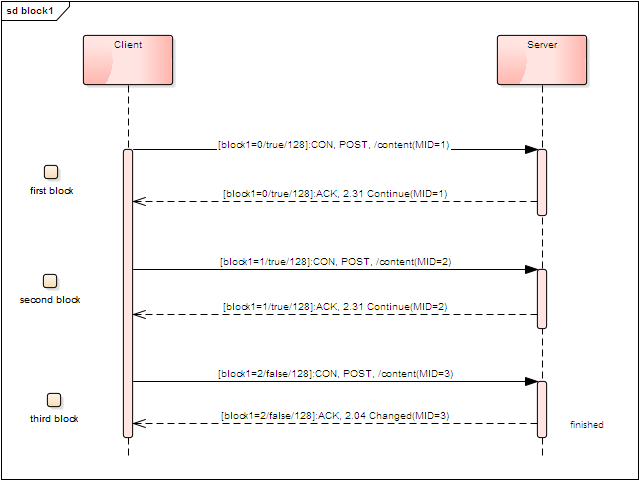 sd block1
Client
Server
[block1=0/true/128]:CON, POST, /content(MID=1)
first block
[block1=0/true/128]:ACK, 2.31 Continue(MID=1)
[block1=1/true/128]:CON, POST, /content(MID=2)
second block
[block1=1/true/128]:ACK, 2.31 Continue(MID=2)
[block1=2/false/128]:CON, POST, /content(MID=3)
third block
[block1=2/false/128]:ACK, 2.04 Changed(MID=3)
finished